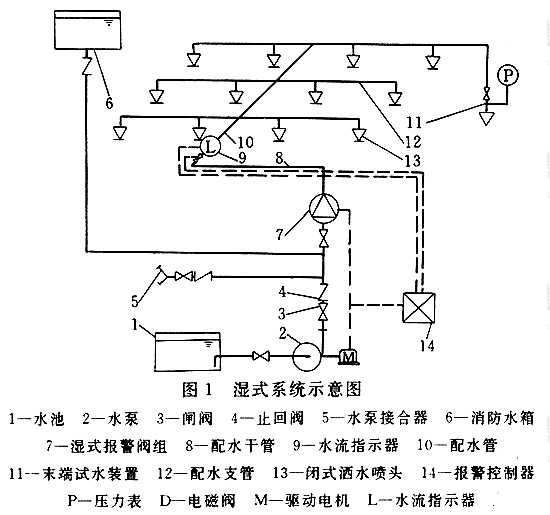 6
P
11
12
10
L
9
8
13
7
5
4
3
1
2
M
14
图1 湿式系统示意图
1—水池 2—水泵 3—闸阀 4—止回阀 5—水泵接合器 6—消防水箱
7—湿式报警阀组 8—配水干管 9—水流指示器 10—配水管
11—末端试水装置 12—配水支管 13—闭式洒水喷头 14—报警控制器
P—压力表 D—电磁阀 M—驱动电机 L—水流指示器